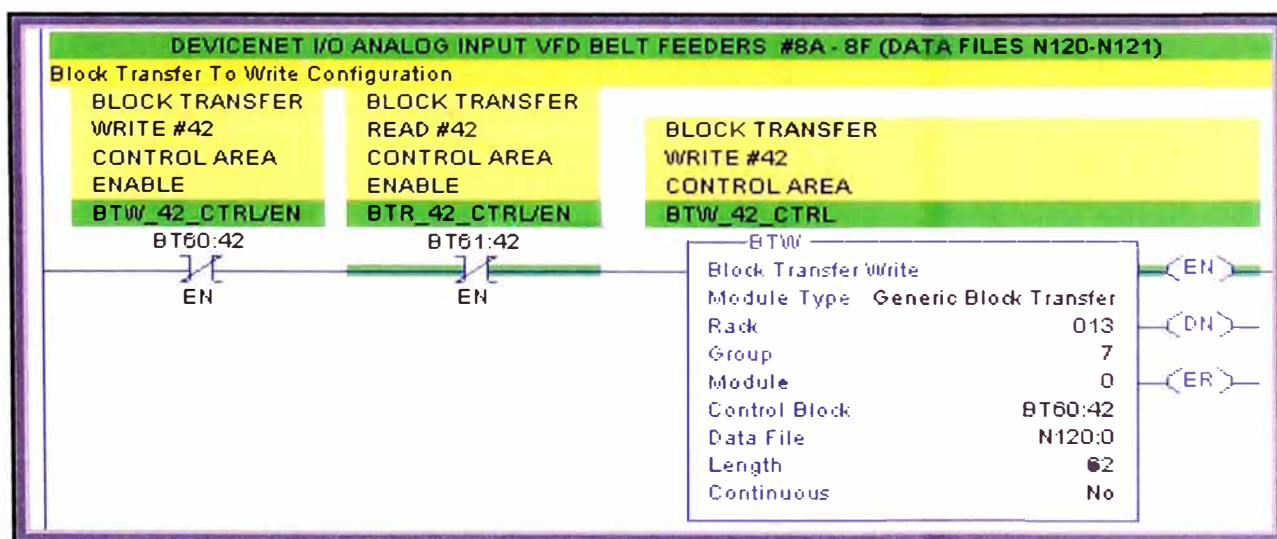 DEVICENET I/O ANALOG INPUT VFD BELT FEEDERS #8A - 8F (DATA FILES N120-N121)
Block Transfer To Write Configuration
BLOCK TRANSFER
WRITE #42
CONTROL AREA
ENABLE
BTW_42_CTRL/EN
BT60:42
EN
BLOCK TRANSFER
READ #42
CONTROL AREA
ENABLE
BTR_42_CTRL/EN
BT61:42
EN
BLOCK TRANSFER
WRITE #42
CONTROL AREA
BTW_42_CTRL
BTW
Block Transfer Write
Module Type Generic Block Transfer
Rack 013
Group 7
Module 0
Control Block BT60:42
Data File N120:0
Length 62
Continuous No
EN
DN
ER